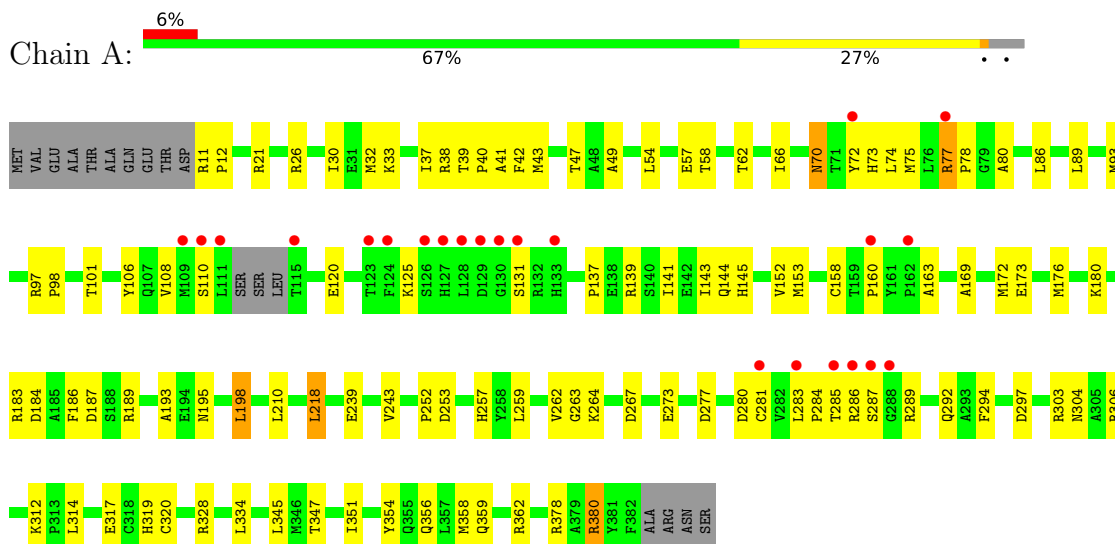 6%
Chain A:
67% 27% • •
MET VAL GLU ALA THR ALA GLN GLU THR ASP R11 P12 R21 R26 I30 E31 M32 K33 I37 R38 T39 P40 A41 F42 M43 T47 A48 A49 L54 E57 T58 T62 I66 N70 T71 Y72 H73 L74 M75 L76 R77 P78 G79 A80 L86 L89 M93
R97 P98 T101 Y106 Q107 V108 M109 S110 L111 SER SER LEU T115 E120 T123 F124 K125 S126 H127 L128 D129 G130 S131 R132 H133 P137 E138 R139 S140 I141 E142 I143 Q144 H145 V152 M153 C158 T159 P160 Y161 P162 A163 A169 M172 E173 M176 K180
R183 D184 A185 F186 D187 S188 R189 A193 E194 N195 L198 L210 L218 E239 V243 P252 D253 H257 Y258 L259 V262 G263 K264 D267 E273 D277 D280 C281 V282 L283 P284 T285 R286 S287 G288 R289 Q292 A293 F294 D297 R303 N304 A305
K312 P313 L314 E317 C318 H319 C320 R328 L334 L345 M346 T347 I351 Y354 Q355 Q356 L357 M358 Q359 R362 R378 A379 R380 Y381 F382 ALA ARG ASN SER